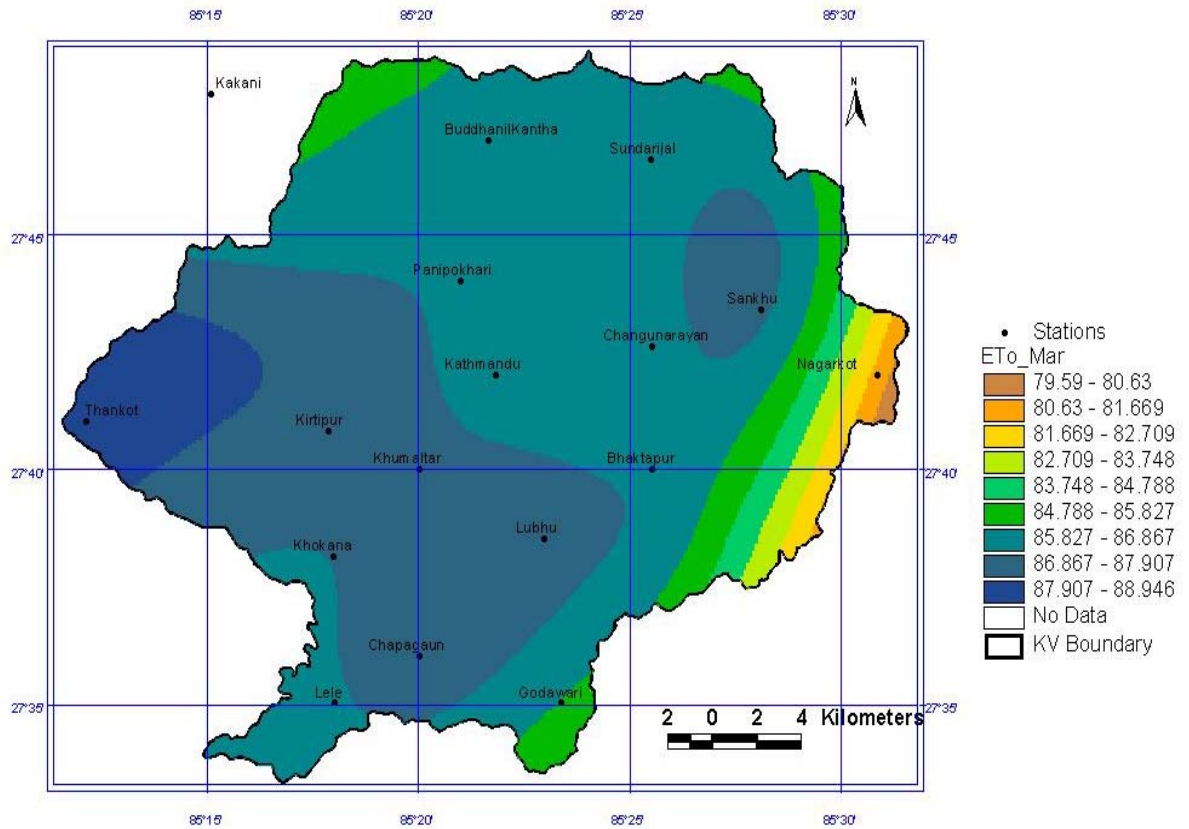 85°15' 85°20' 85°25' 85°30'
Kakani
N
BuddhanilKantha
Sundarijal
27°45' 27°45'
Panipokhari
Sankhu
Changunarayan
Kathmandu
Nagarkot
Thankot
Kirtipur
Khumaltar
Bhaktapur
27°40' 27°40'
Lubhu
Khokana
Chapagaun
Lele
Godawari
27°35' 27°35'
2 0 2 4 Kilometers
85°15' 85°20' 85°25' 85°30'
Stations
ETo_Mar
79.59 - 80.63
80.63 - 81.669
81.669 - 82.709
82.709 - 83.748
83.748 - 84.788
84.788 - 85.827
85.827 - 86.867
86.867 - 87.907
87.907 - 88.946
No Data
KV Boundary